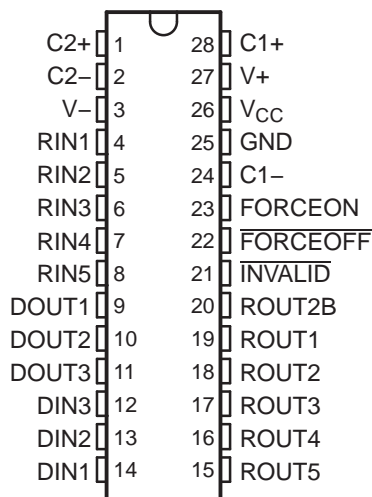 C2+ 1 28 C1+
C2− 2 27 V+
V− 3 26 VCC
RIN1 4 25 GND
RIN2 5 24 C1−
RIN3 6 23 FORCEON
RIN4 7 22 FORCEOFF
RIN5 8 21 INVALID
DOUT1 9 20 ROUT2B
DOUT2 10 19 ROUT1
DOUT3 11 18 ROUT2
DIN3 12 17 ROUT3
DIN2 13 16 ROUT4
DIN1 14 15 ROUT5